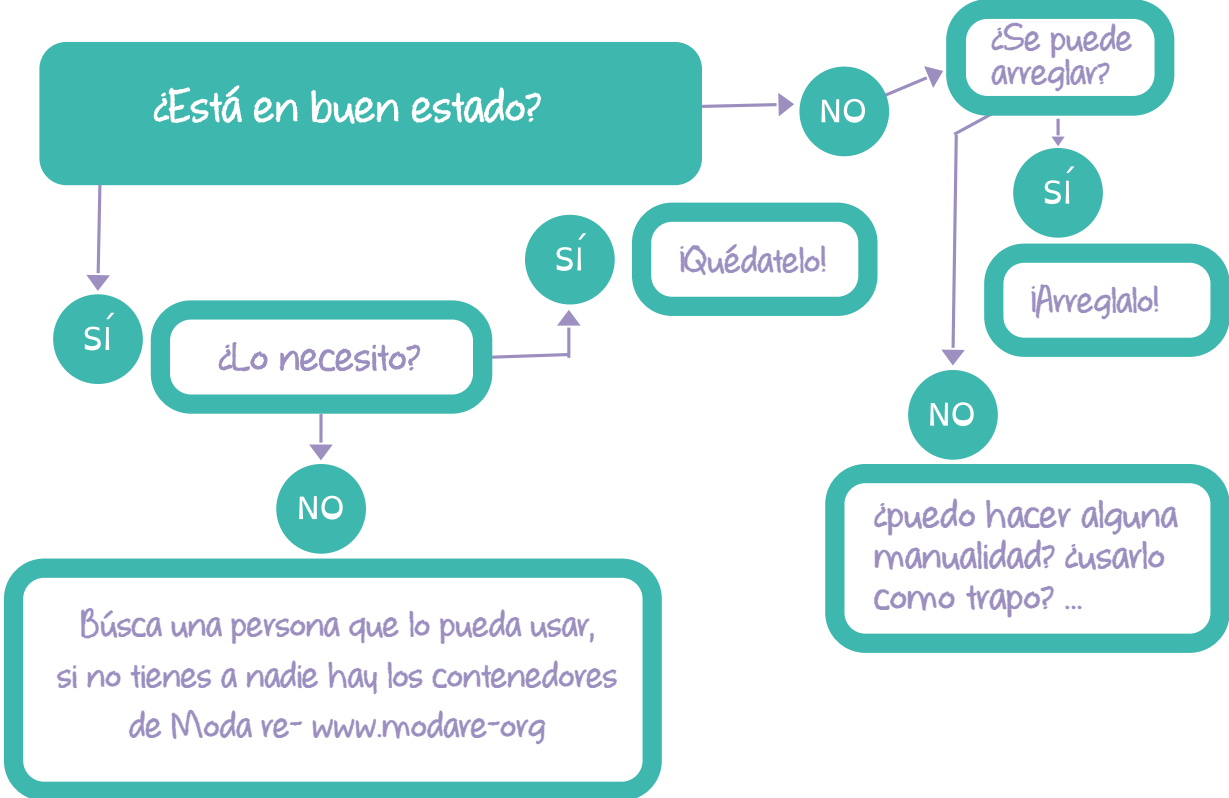 ¿Está en buen estado?
NO
¿Se puede
arreglar?
SÍ
¡Arreglalo!
NO
¿puedo hacer alguna
manualidad? ¿usarlo
como trapo? ...
SÍ
¿Lo necesito?
SÍ
¡Quédatelo!
NO
Búsca una persona que lo pueda usar,
si no tienes a nadie hay los contenedores
de Moda re- www.modare-org